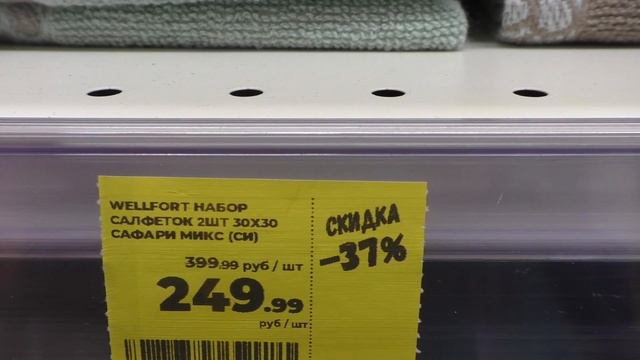 WELLFORT НАБОР
САЛФЕТОК 2ШТ 30Х30
САФАРИ МИКС (СИ)
399.99 руб / шт
249.99
руб / шт
СКИДКА
–37%